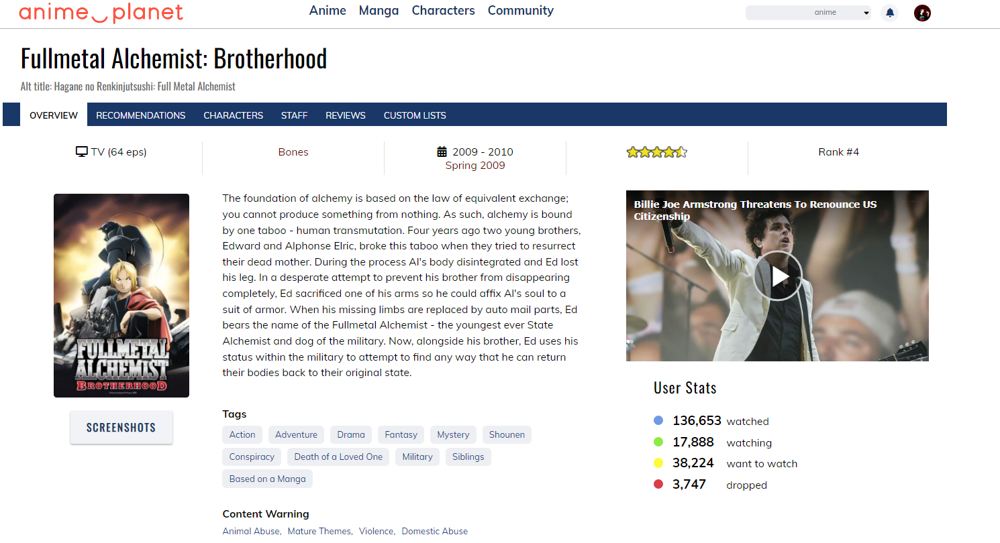 anime planet
Anime Manga Characters Community
anime
Fullmetal Alchemist: Brotherhood
Alt title: Hagane no Renkinjutsushi: Full Metal Alchemist
OVERVIEW RECOMMENDATIONS CHARACTERS STAFF REVIEWS CUSTOM LISTS
TV (64 eps)
Bones
2009 - 2010
Spring 2009
Rank #4
FULLMETAL
ALCHEMIST
BROTHERHOOD
SCREENSHOTS
The foundation of alchemy is based on the law of equivalent exchange;
you cannot produce something from nothing. As such, alchemy is bound
by one taboo - human transmutation. Four years ago two young brothers,
Edward and Alphonse Elric, broke this taboo when they tried to resurrect
their dead mother. During the process Al's body disintegrated and Ed lost
his leg. In a desperate attempt to prevent his brother from disappearing
completely, Ed sacrificed one of his arms so he could affix Al's soul to a
suit of armor. When his missing limbs are replaced by auto mail parts, Ed
bears the name of the Fullmetal Alchemist - the youngest ever State
Alchemist and dog of the military. Now, alongside his brother, Ed uses his
status within the military to attempt to find any way that he can return
their bodies back to their original state.
Tags
Action Adventure Drama Fantasy Mystery Shounen
Conspiracy Death of a Loved One Military Siblings
Based on a Manga
Content Warning
Animal Abuse, Mature Themes, Violence, Domestic Abuse
Billie Joe Armstrong Threatens To Renounce US
Citizenship
User Stats
136,653 watched
17,888 watching
38,224 want to watch
3,747 dropped